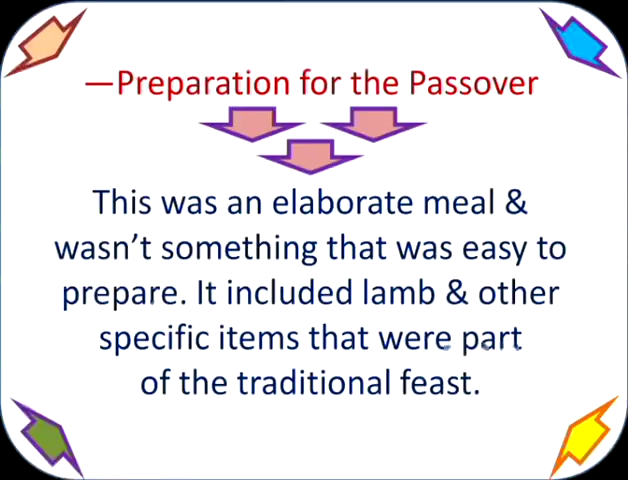 —Preparation for the Passover
This was an elaborate meal &
wasn’t something that was easy to
prepare. It included lamb & other
specific items that were part
of the traditional feast.